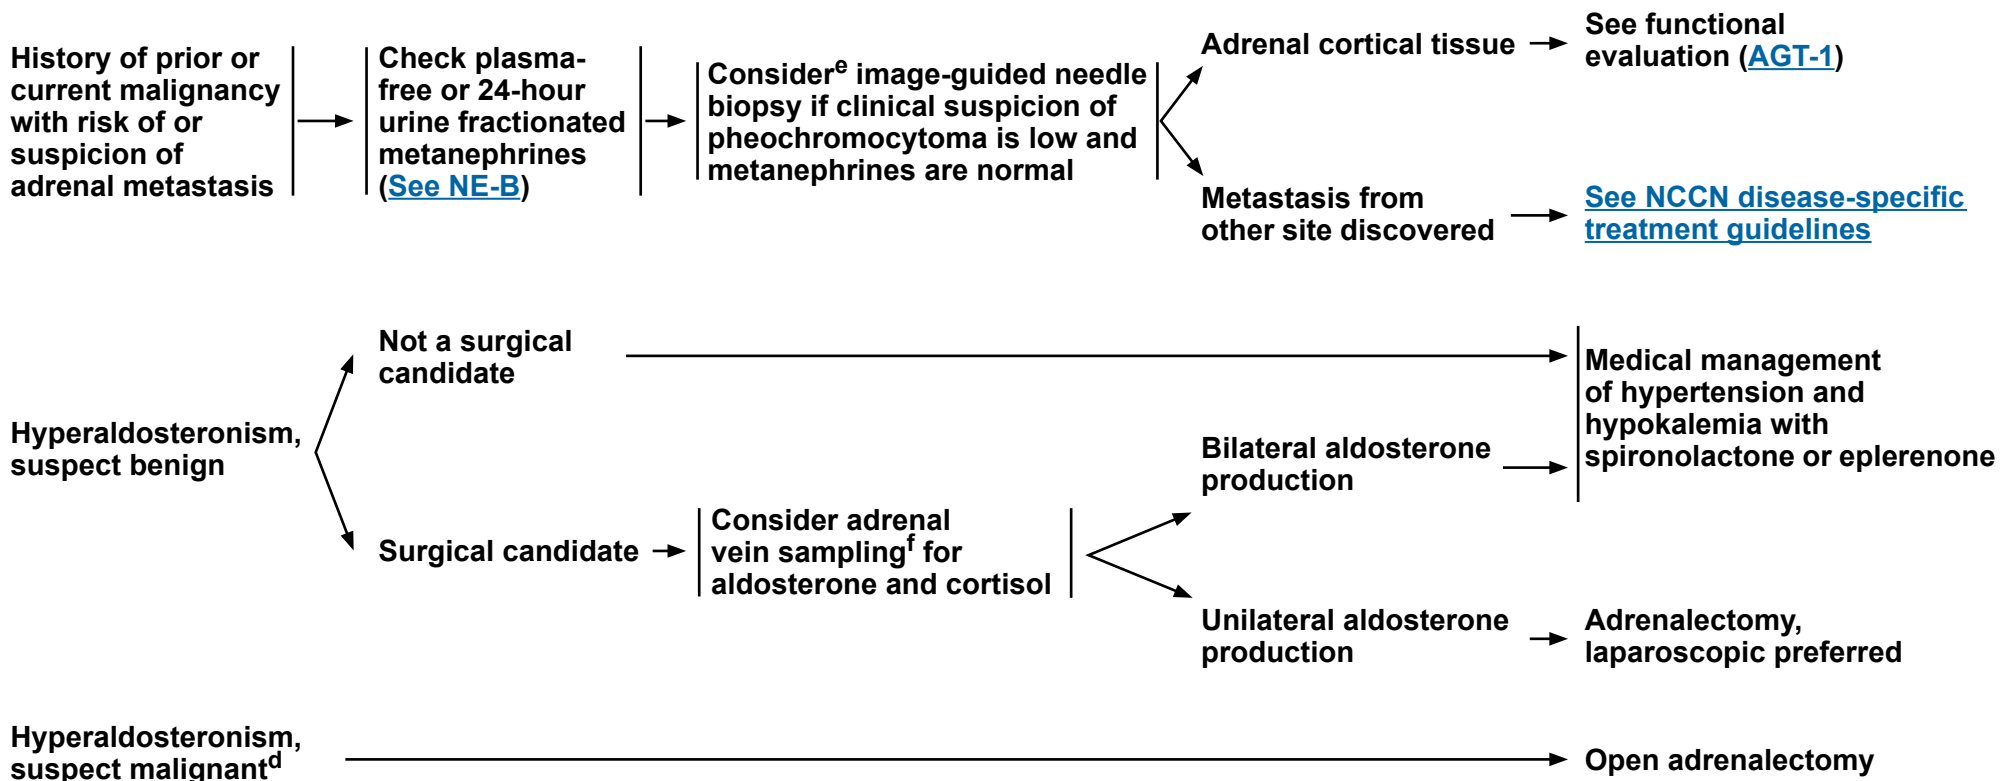 History of prior or
current malignancy
with risk of or
suspicion of
adrenal metastasis
Check plasma-
free or 24-hour
urine fractionated
metanephrines
(See NE-B)
Considerᵉ image-guided needle
biopsy if clinical suspicion of
pheochromocytoma is low and
metanephrines are normal
Adrenal cortical tissue
See functional
evaluation (AGT-1)
Metastasis from
other site discovered
See NCCN disease-specific
treatment guidelines
Hyperaldosteronism,
suspect benign
Not a surgical
candidate
Surgical candidate
Consider adrenal
vein samplingᶠ for
aldosterone and cortisol
Bilateral aldosterone
production
Medical management
of hypertension and
hypokalemia with
spironolactone or eplerenone
Unilateral aldosterone
production
Adrenalectomy,
laparoscopic preferred
Hyperaldosteronism,
suspect malignantᵈ
Open adrenalectomy